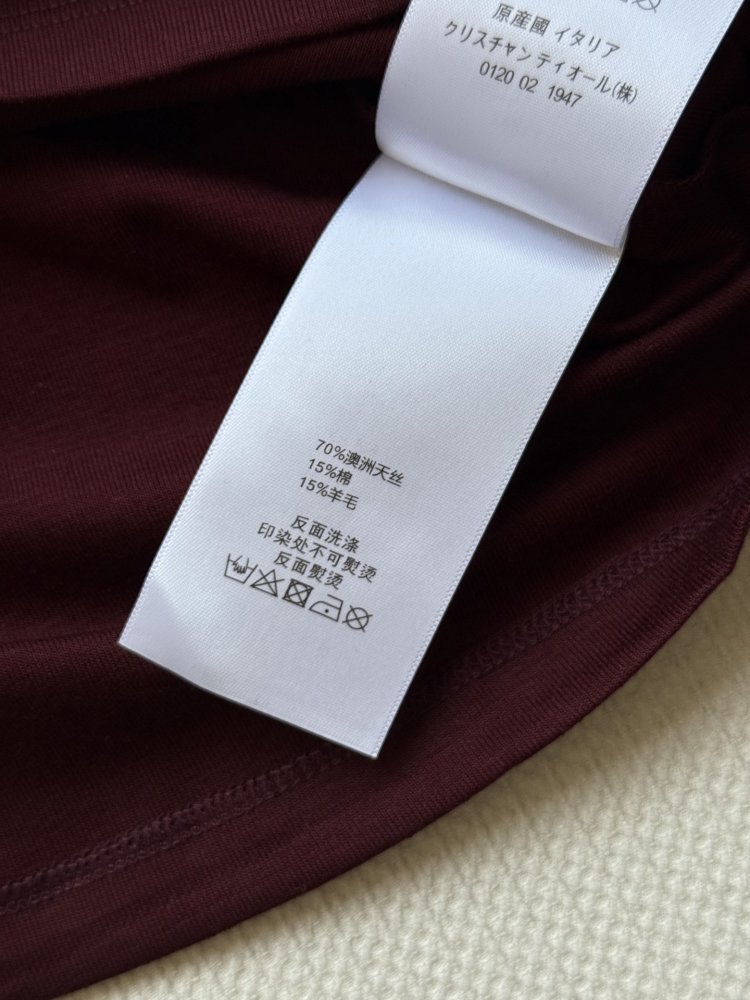 原産國 イタリア
クリスチャン ディオール(株)
0120 02 1947
70%澳洲天丝
15%棉
15%羊毛
反面洗涤
印染处不可熨烫
反面熨烫